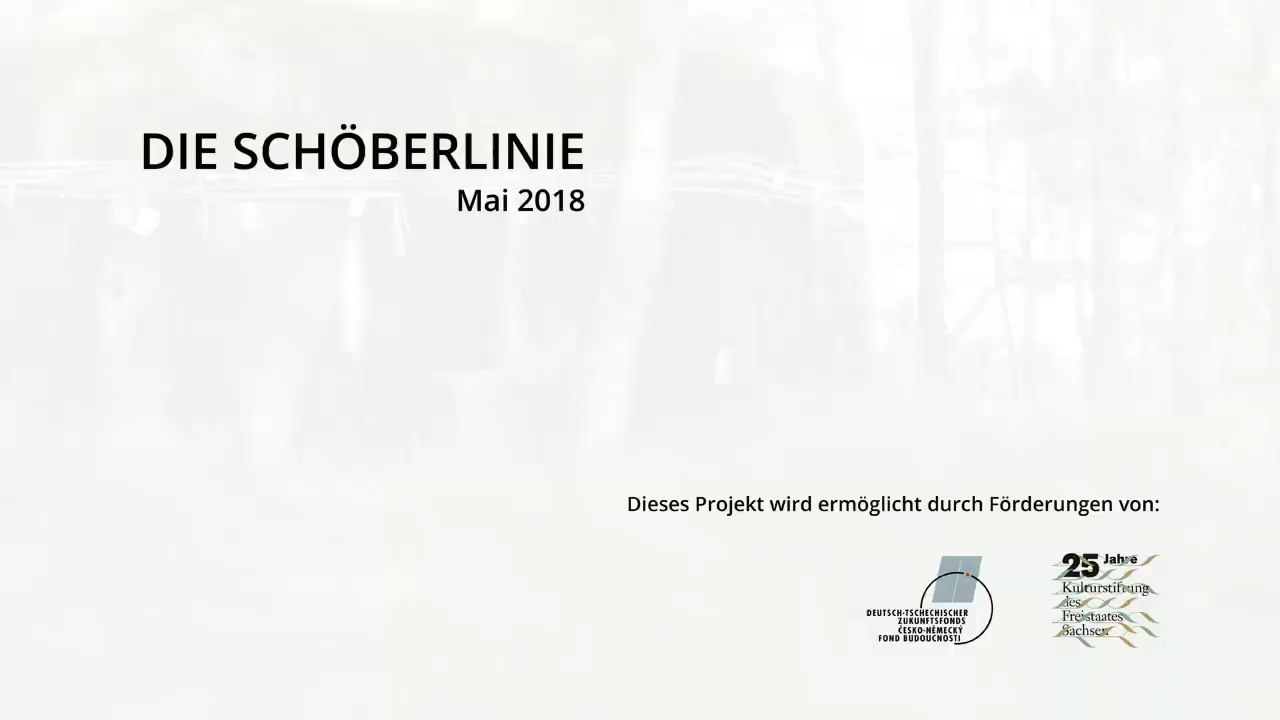 DIE SCHÖBERLINIE
Mai 2018
Dieses Projekt wird ermöglicht durch Förderungen von:
DEUTSCH-TSCHECHISCHER
ZUKUNFTSFONDS
ČESKO-NĚMECKÝ
FOND BUDOUCNOSTI
25 Jahre
Kulturstiftung
des
Freistaates
Sachsen